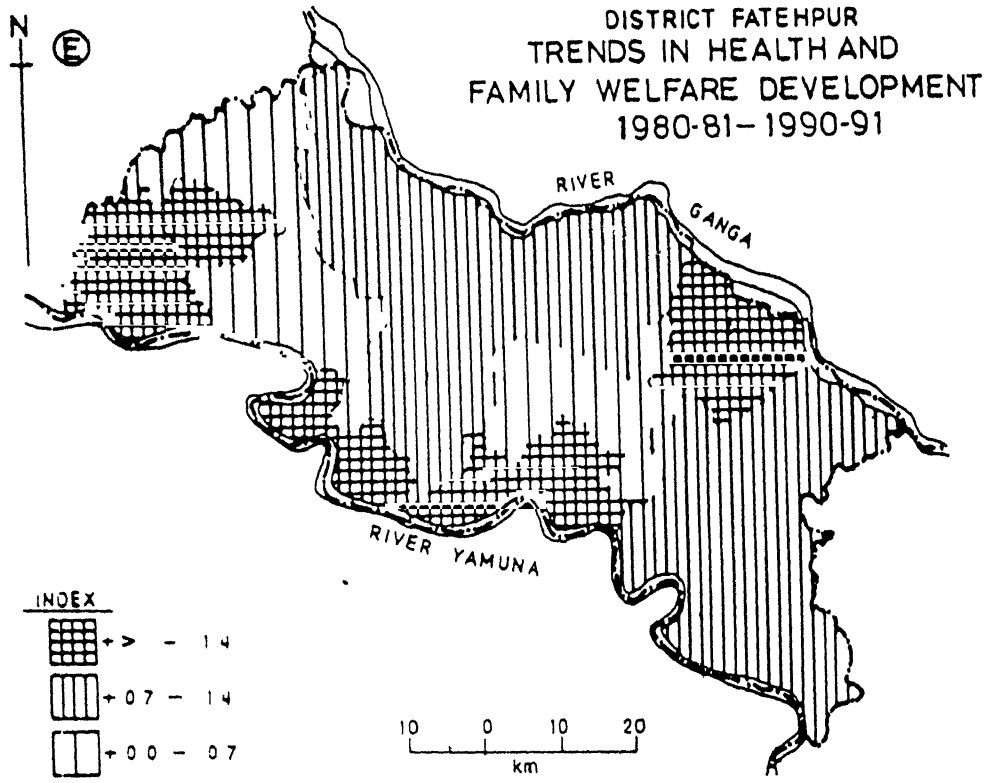 N
Ⓔ
DISTRICT FATEHPUR
TRENDS IN HEALTH AND
FAMILY WELFARE DEVELOPMENT
1980-81-1990-91
RIVER GANGA
RIVER YAMUNA
INDEX
+> - 14
+07 - 14
+00 - 07
10 0 10 20
km